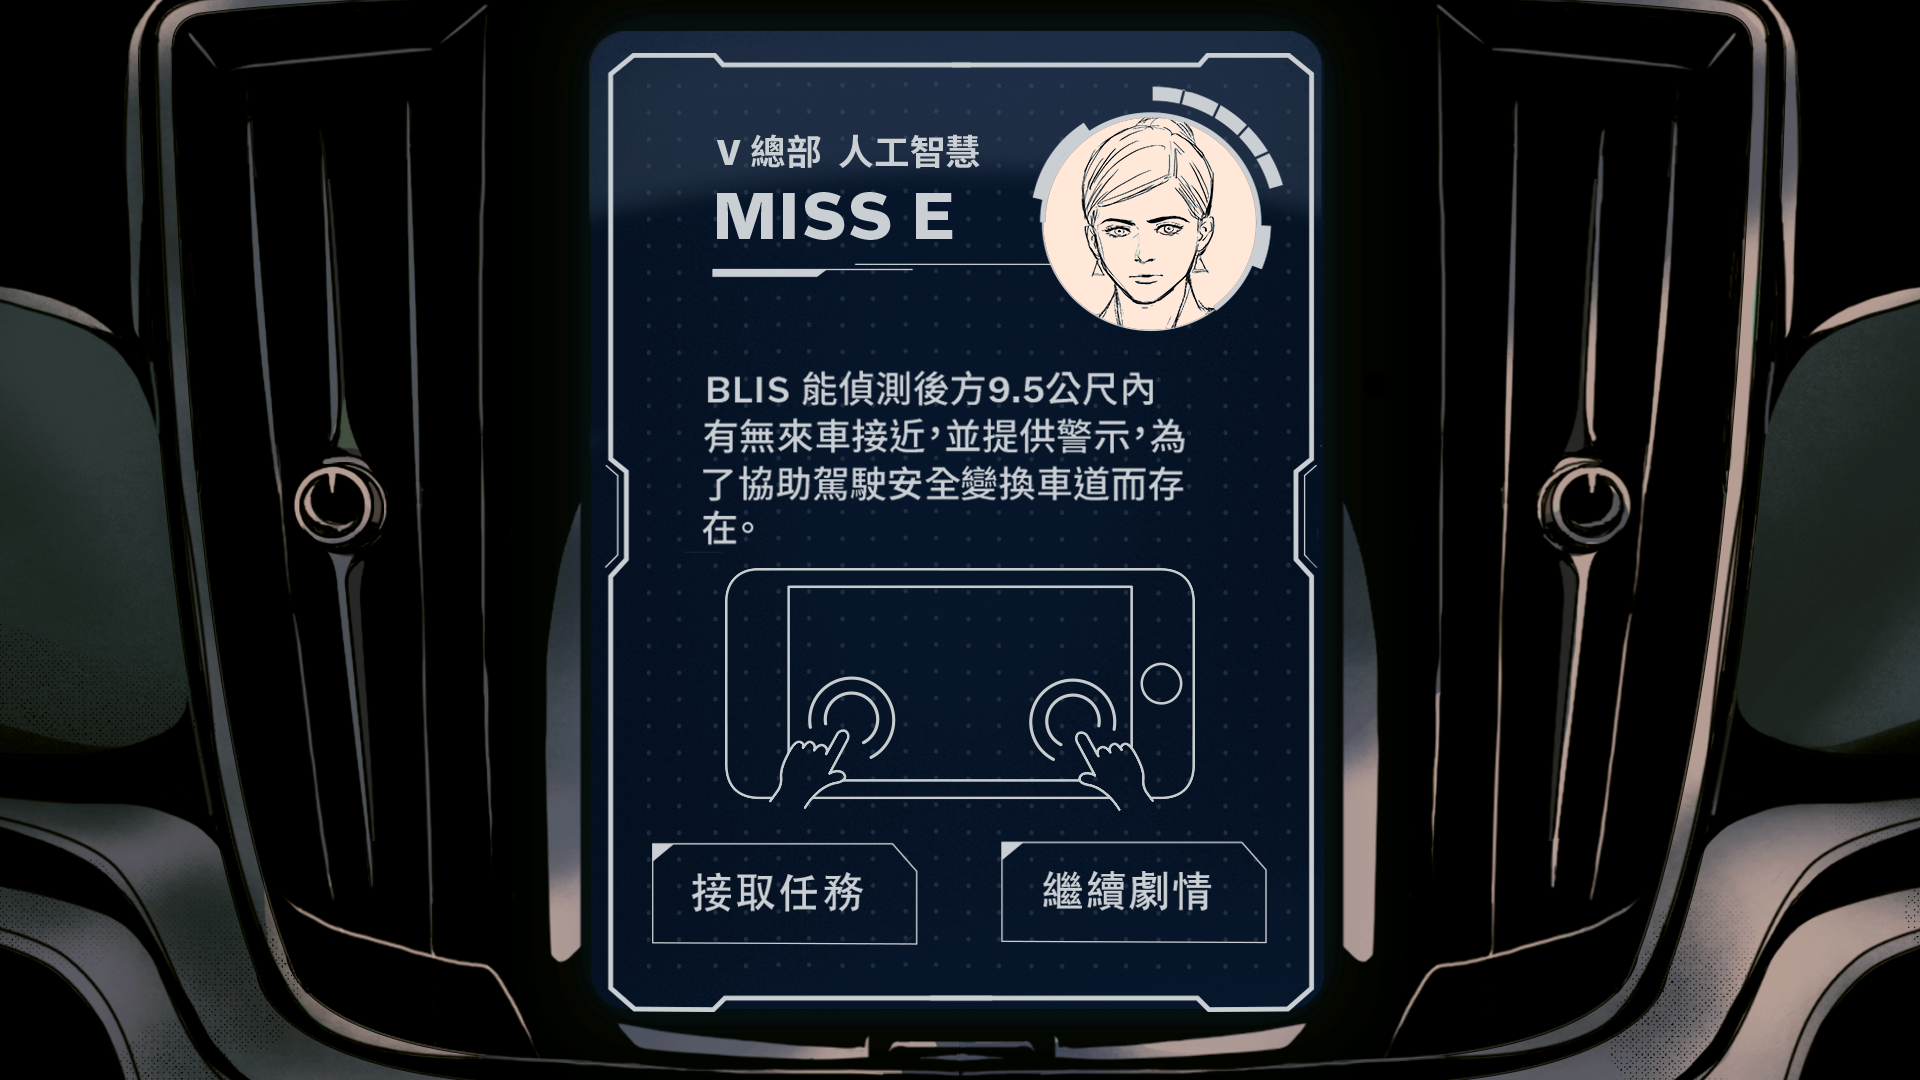 V 總部 人工智慧
MISS E
BLIS 能偵測後方9.5公尺內
有無來車接近，並提供警示，為
了協助駕駛安全變換車道而存
在。
接取任務
繼續劇情